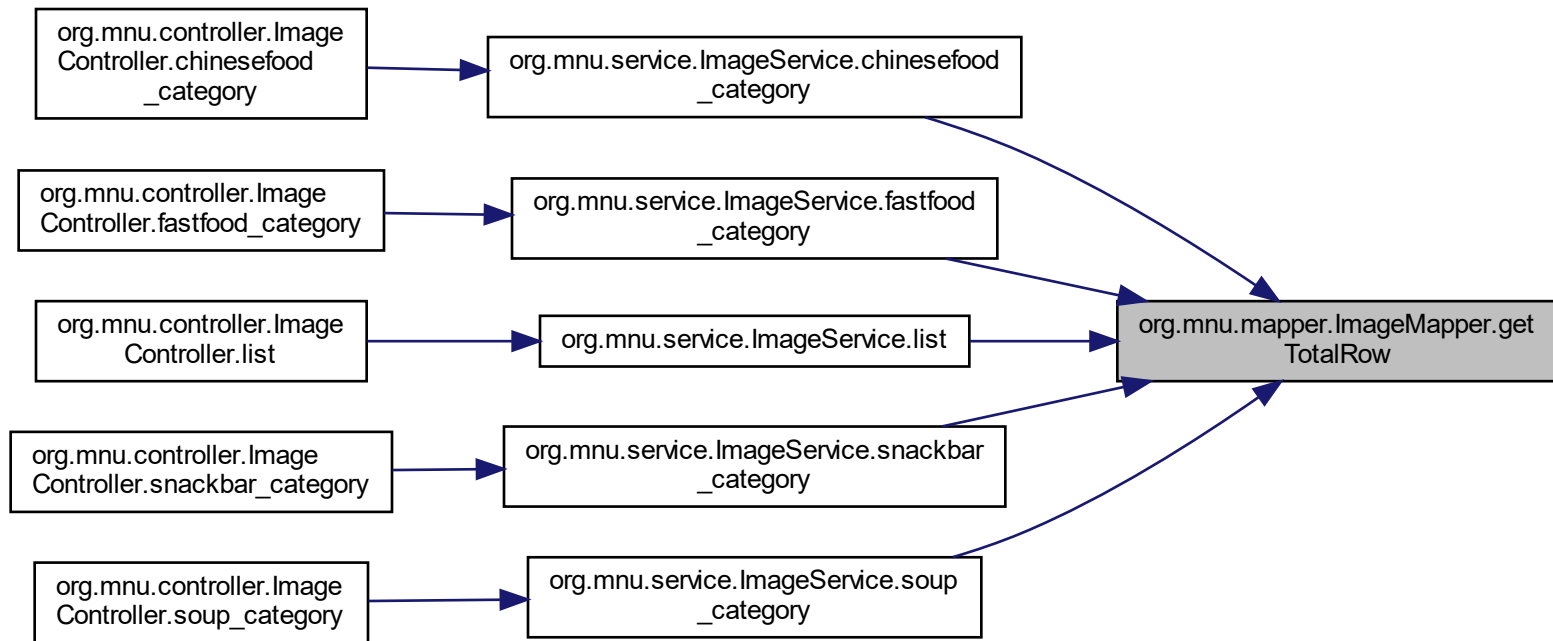 org.mnu.controller.Image
Controller.chinesefood
_category
org.mnu.service.ImageService.chinesefood
_category
org.mnu.controller.Image
Controller.fastfood_category
org.mnu.service.ImageService.fastfood
_category
org.mnu.controller.Image
Controller.list
org.mnu.service.ImageService.list
org.mnu.mapper.ImageMapper.get
TotalRow
org.mnu.controller.Image
Controller.snackbar_category
org.mnu.service.ImageService.snackbar
_category
org.mnu.controller.Image
Controller.soup_category
org.mnu.service.ImageService.soup
_category